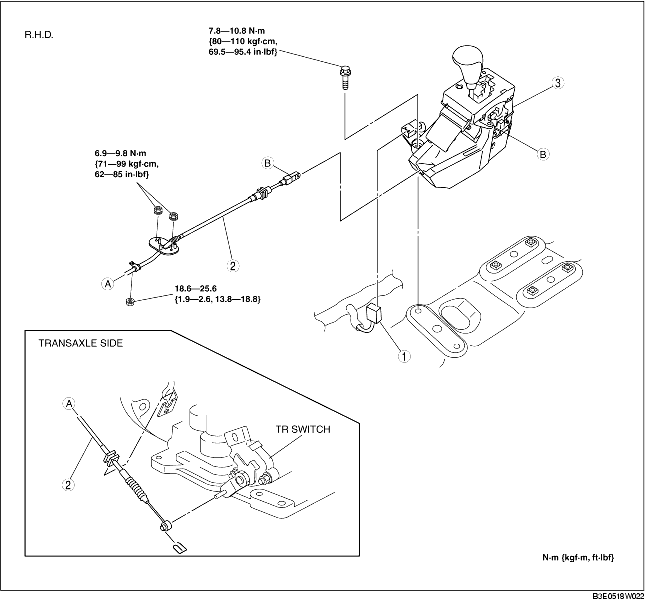 R.H.D.
7.8—10.8 N·m
{80—110 kgf·cm,
69.5—95.4 in·lbf}
3
6.9—9.8 N·m
{71—99 kgf·cm,
62—85 in·lbf}
B
B
2
A
18.6—25.6
{1.9—2.6, 13.8—18.8}
1
TRANSAXLE SIDE
A
TR SWITCH
2
N·m {kgf·m, ft·lbf}
B3E0518W022